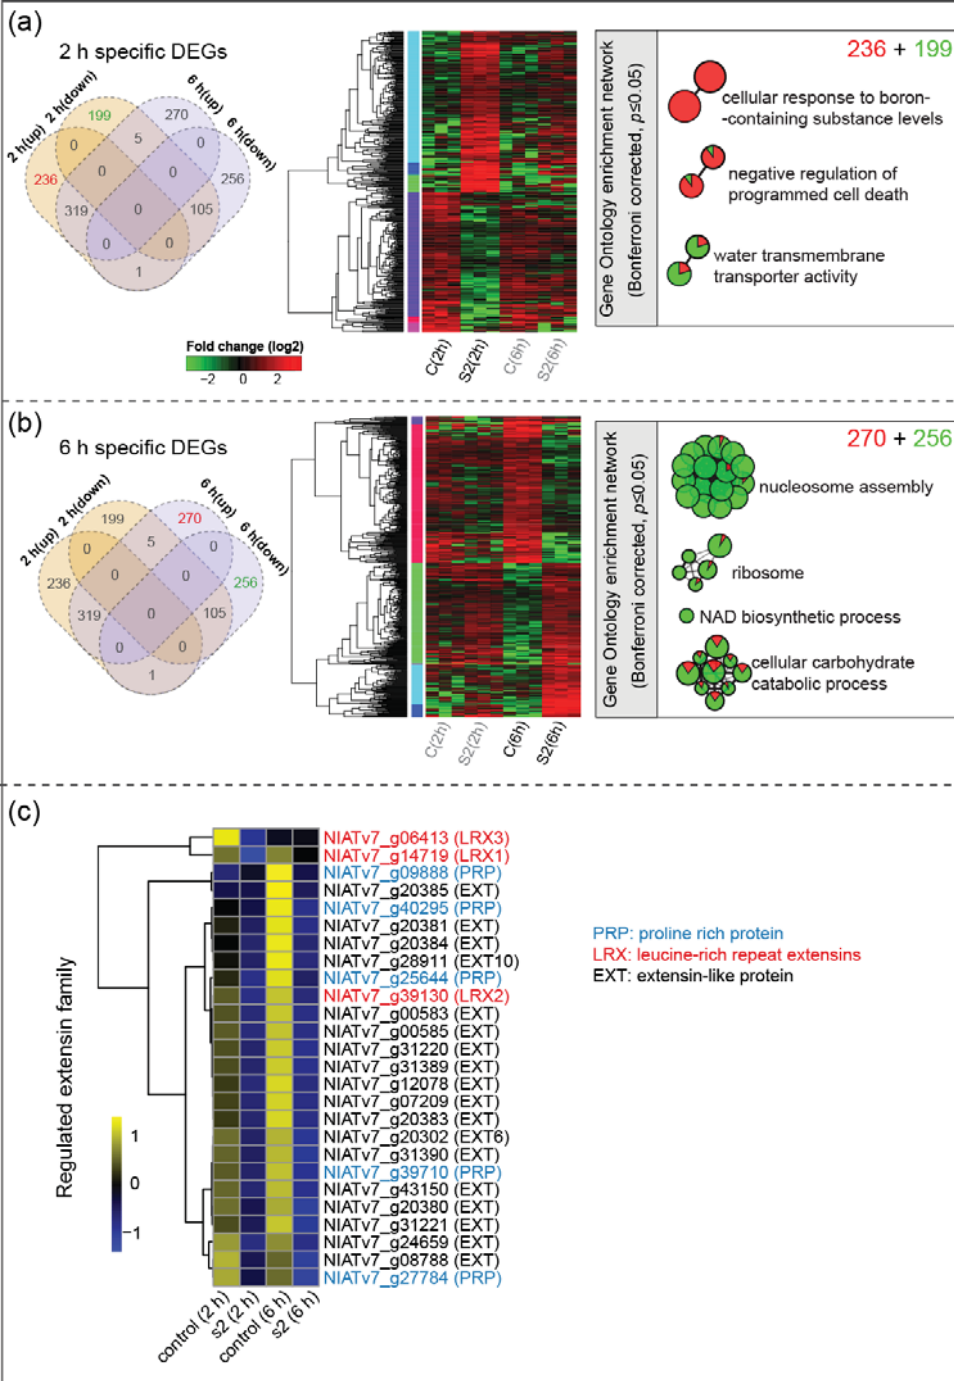 (a)
2 h specific DEGs
2 h(up)
2 h(down)
6 h(up)
6 h(down)
199
270
5
0
0
236
0
0
256
319
0
105
0
0
1
Fold change (log2)
−2 0 2
C(2h)
S2(2h)
C(6h)
S2(6h)
Gene Ontology enrichment network
(Bonferroni corrected, p≤0.05)
236 + 199
cellular response to boron-
-containing substance levels
negative regulation of
programmed cell death
water transmembrane
transporter activity
(b)
6 h specific DEGs
2 h(up)
2 h(down)
6 h(up)
6 h(down)
199
270
5
0
0
236
0
0
256
319
0
105
0
0
1
C(2h)
S2(2h)
C(6h)
S2(6h)
Gene Ontology enrichment network
(Bonferroni corrected, p≤0.05)
270 + 256
nucleosome assembly
ribosome
NAD biosynthetic process
cellular carbohydrate
catabolic process
(c)
Regulated extensin family
1
0
−1
NIATv7_g06413 (LRX3)
NIATv7_g14719 (LRX1)
NIATv7_g09888 (PRP)
NIATv7_g20385 (EXT)
NIATv7_g40295 (PRP)
NIATv7_g20381 (EXT)
NIATv7_g20384 (EXT)
NIATv7_g28911 (EXT10)
NIATv7_g25644 (PRP)
NIATv7_g39130 (LRX2)
NIATv7_g00583 (EXT)
NIATv7_g00585 (EXT)
NIATv7_g31220 (EXT)
NIATv7_g31389 (EXT)
NIATv7_g12078 (EXT)
NIATv7_g07209 (EXT)
NIATv7_g20383 (EXT)
NIATv7_g20302 (EXT6)
NIATv7_g31390 (EXT)
NIATv7_g39710 (PRP)
NIATv7_g43150 (EXT)
NIATv7_g20380 (EXT)
NIATv7_g31221 (EXT)
NIATv7_g24659 (EXT)
NIATv7_g08788 (EXT)
NIATv7_g27784 (PRP)
control (2 h)
s2 (2 h)
control (6 h)
s2 (6 h)
PRP: proline rich protein
LRX: leucine-rich repeat extensins
EXT: extensin-like protein